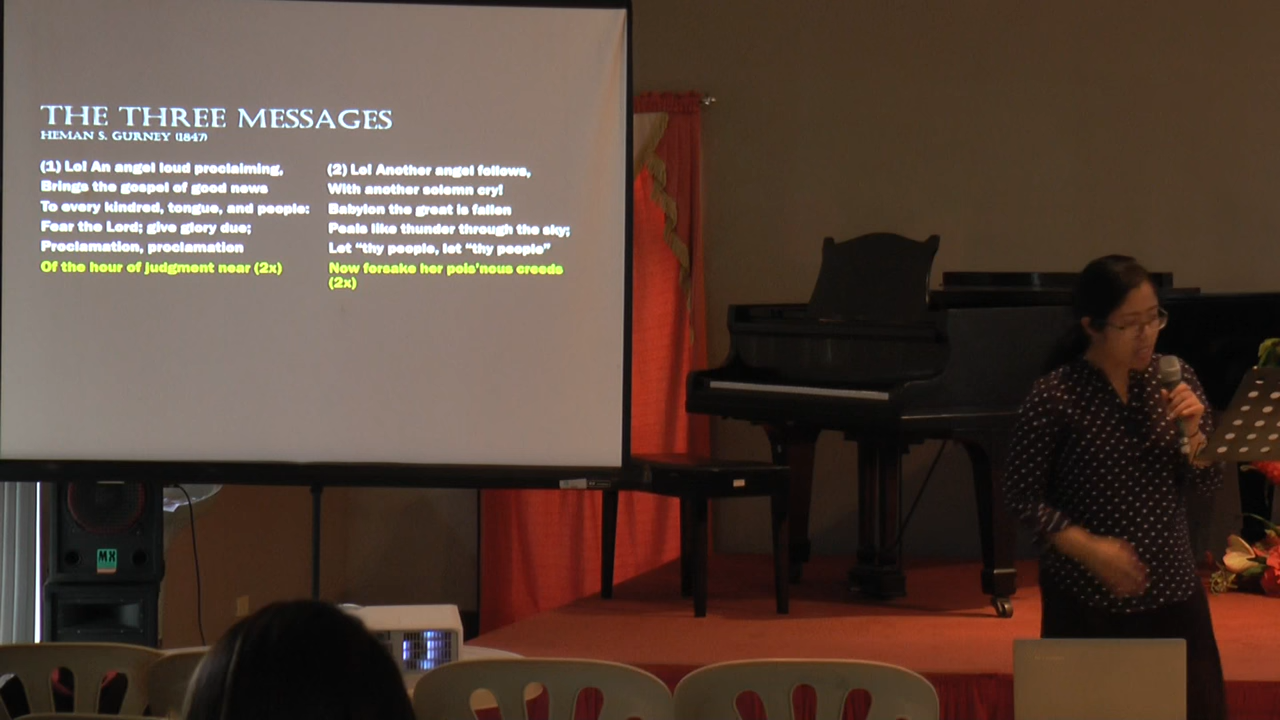 THE THREE MESSAGES
HEMAN S. GURNEY (1847)
(1) Lo! An angel loud proclaiming,
Brings the gospel of good news
To every kindred, tongue, and people:
Fear the Lord; give glory due;
Proclamation, proclamation
Of the hour of judgment near (2x)
(2) Lo! Another angel follows,
With another solemn cry!
Babylon the great is fallen
Peals like thunder through the sky;
Let "thy people, let "thy people"
Now forsake her pois'nous creeds
(2x)
MX